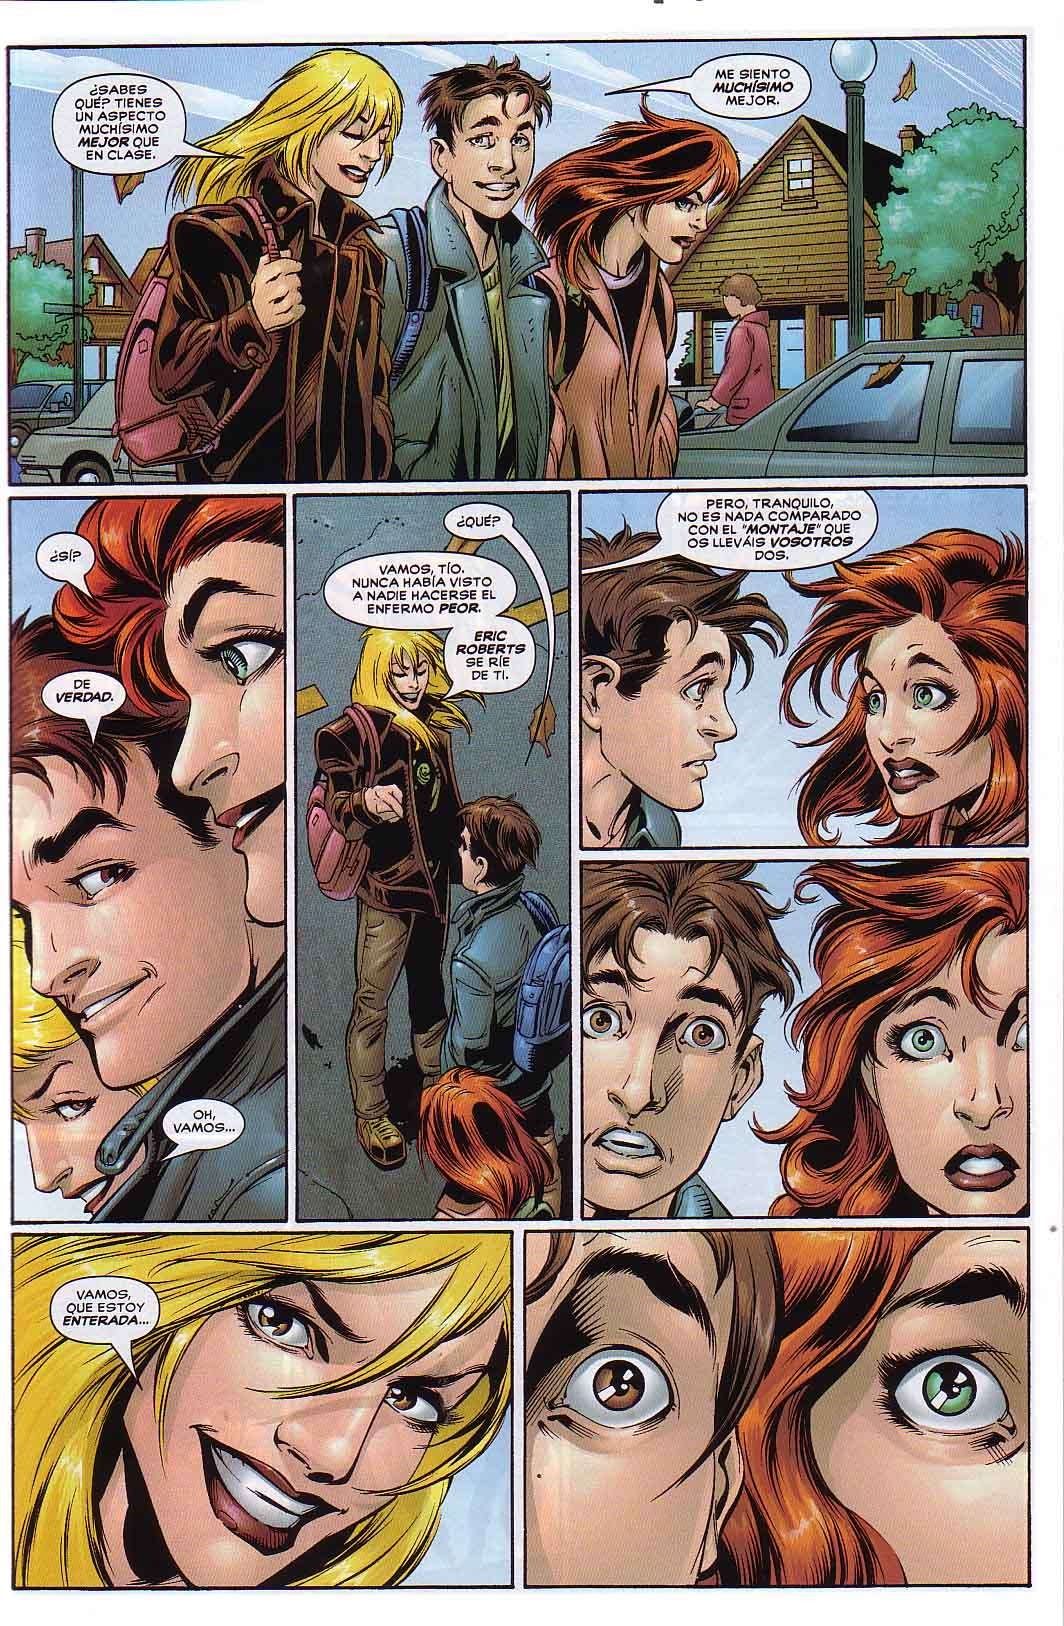 ¿SABES
QUÉ? TIENES
UN ASPECTO
MUCHÍSIMO
MEJOR QUE
EN CLASE.
ME SIENTO
MUCHÍSIMO
MEJOR.
¿SÍ?
DE
VERDAD.
OH,
VAMOS...
¿QUÉ?
VAMOS, TÍO.
NUNCA HABÍA VISTO
A NADIE HACERSE EL
ENFERMO PEOR.
ERIC
ROBERTS
SE RÍE
DE TI.
PERO, TRANQUILO,
NO ES NADA COMPARADO
CON EL "MONTAJE" QUE
OS LLEVÁIS VOSOTROS
DOS.
VAMOS,
QUE ESTOY
ENTERADA...